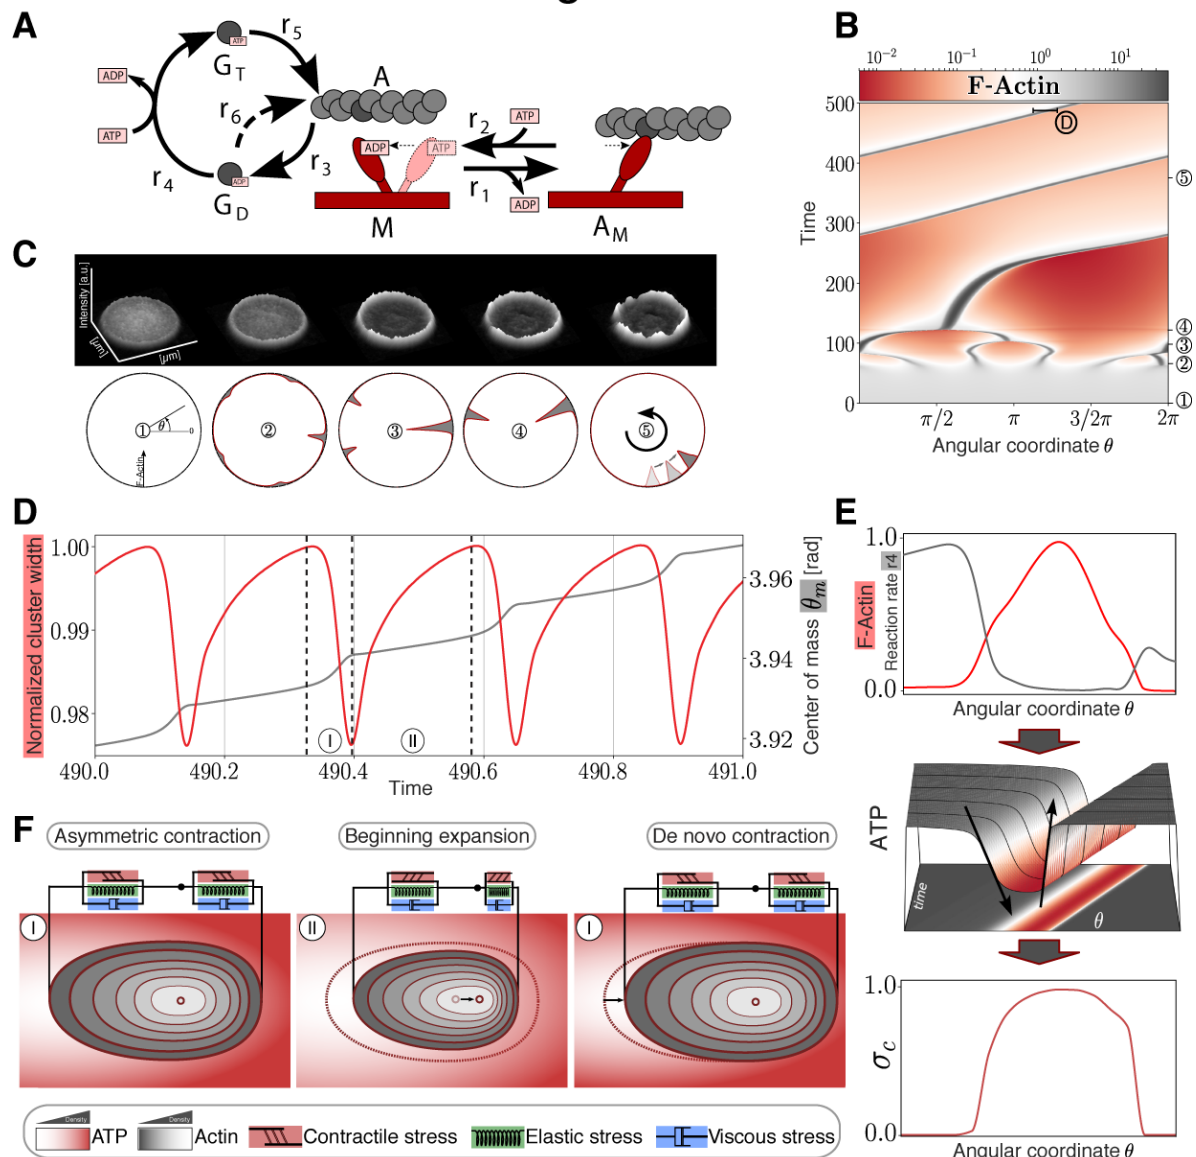 A
ATP
G_T
r_5
ADP
ATP
r_6
A
r_4
G_D
ADP
r_3
ADP
ATP
M
r_2
ATP
r_1
ADP
A_M
B
10^{-2}
10^{-1}
10^0
10^1
F-Actin
500
400
300
200
100
0
Time
D
⑤
④
③
②
①
π/2
π
3/2π
2π
Angular coordinate θ
C
Intensity [a.u.]
[μm]
[μm]
①
θ
0
F-Actin
②
③
④
⑤
D
Normalized cluster width
1.00
0.99
0.98
I
II
3.96
3.94
3.92
Center of mass θ_m [rad]
490.0
490.2
490.4
490.6
490.8
491.0
Time
E
F-Actin
Reaction rate r4
1.0
0.0
Angular coordinate θ
ATP
time
θ
σ_c
1.0
0.0
Angular coordinate θ
F
Asymmetric contraction
Beginning expansion
De novo contraction
I
II
I
Density
ATP
Density
Actin
Contractile stress
Elastic stress
Viscous stress